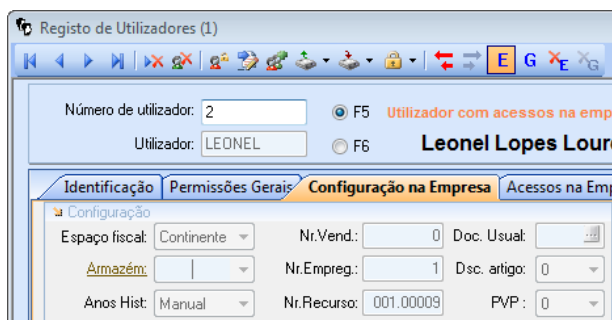 Registo de Utilizadores (1)
E G E G
Número de utilizador: 2 F5 Utilizador com acessos na emp
Utilizador: LEONEL F6 Leonel Lopes Lour
Identificação Permissões Gerais Configuração na Empresa Acessos na Emp
Configuração
Espaço fiscal: Continente Nr.Vend.: 0 Doc. Usual:
Armazém: Nr.Empreg.: 1 Dsc. artigo: 0
Anos Hist: Manual Nr.Recurso: 001.00009 PVP : 0